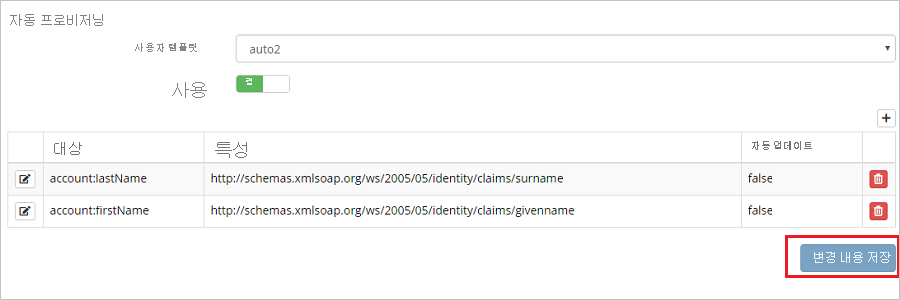 자동 프로비저닝
사용자 템플릿 auto2
사용 켬
대상 특성 자동 업데이트
account:lastName http://schemas.xmlsoap.org/ws/2005/05/identity/claims/surname false
account:firstName http://schemas.xmlsoap.org/ws/2005/05/identity/claims/givenname false
변경 내용 저장